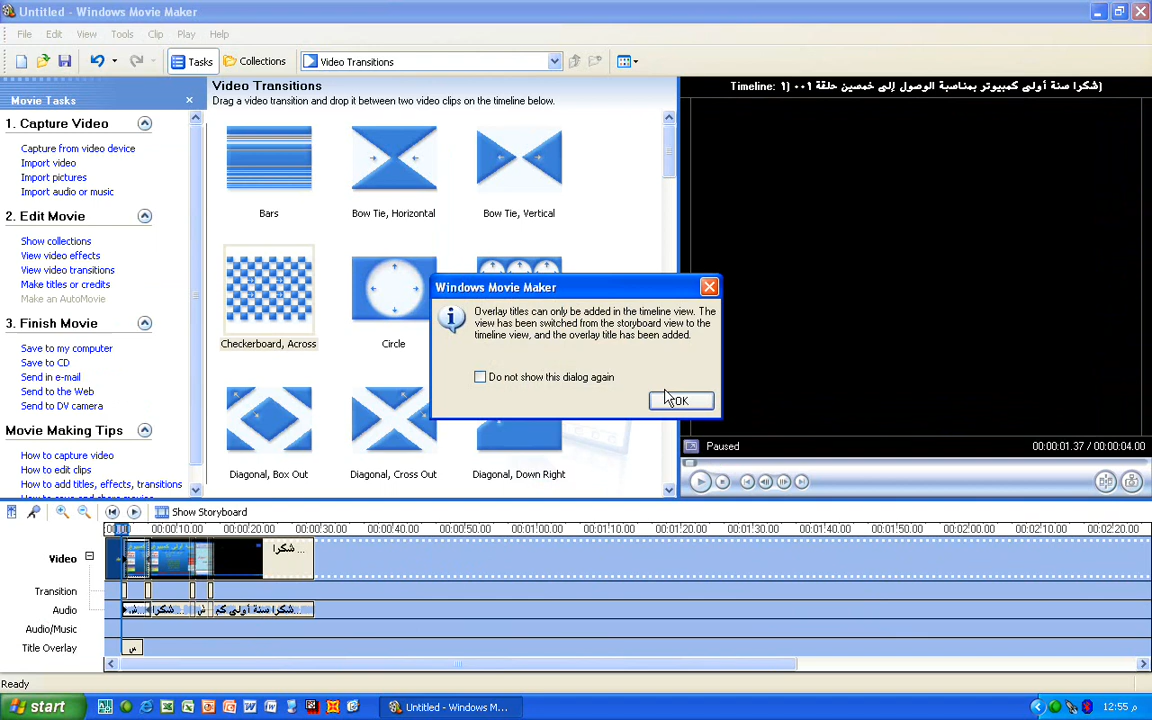 Untitled - Windows Movie Maker
File Edit View Tools Clip Play Help
Tasks Collections Video Transitions
Movie Tasks
1. Capture Video
Capture from video device
Import video
Import pictures
Import audio or music
2. Edit Movie
Show collections
View video effects
View video transitions
Make titles or credits
Make an AutoMovie
3. Finish Movie
Save to my computer
Save to CD
Send in e-mail
Send to the Web
Send to DV camera
Movie Making Tips
How to capture video
How to edit clips
How to add titles, effects, transitions
Video Transitions
Drag a video transition and drop it between two video clips on the timeline below.
Bars
Bow Tie, Horizontal
Bow Tie, Vertical
Checkerboard, Across
Circle
Diagonal, Box Out
Diagonal, Cross Out
Diagonal, Down Right
Timeline: شكرا سنة أولى كمبيوتر بمناسبة الوصول إلى خمسين حلقة ٠٠١ (١)
Windows Movie Maker
Overlay titles can only be added in the timeline view. The
view has been switched from the storyboard view to the
timeline view, and the overlay title has been added.
Do not show this dialog again
OK
Paused 00:00:01.37 / 00:00:04.00
Show Storyboard
00:00:10.00 00:00:20.00 00:00:30.00 00:00:40.00 00:00:50.00 00:01:00.00 00:01:10.00 00:01:20.00 00:01:30.00 00:01:40.00 00:01:50.00 00:02:00.00 00:02:10.00 00:02:20.00
Video شكرا ...
Transition
Audio ش... شكرا ... ش شكرا سنة أولى كم...
Audio/Music
Title Overlay س
Ready
start Untitled - Windows M... 12:55 م